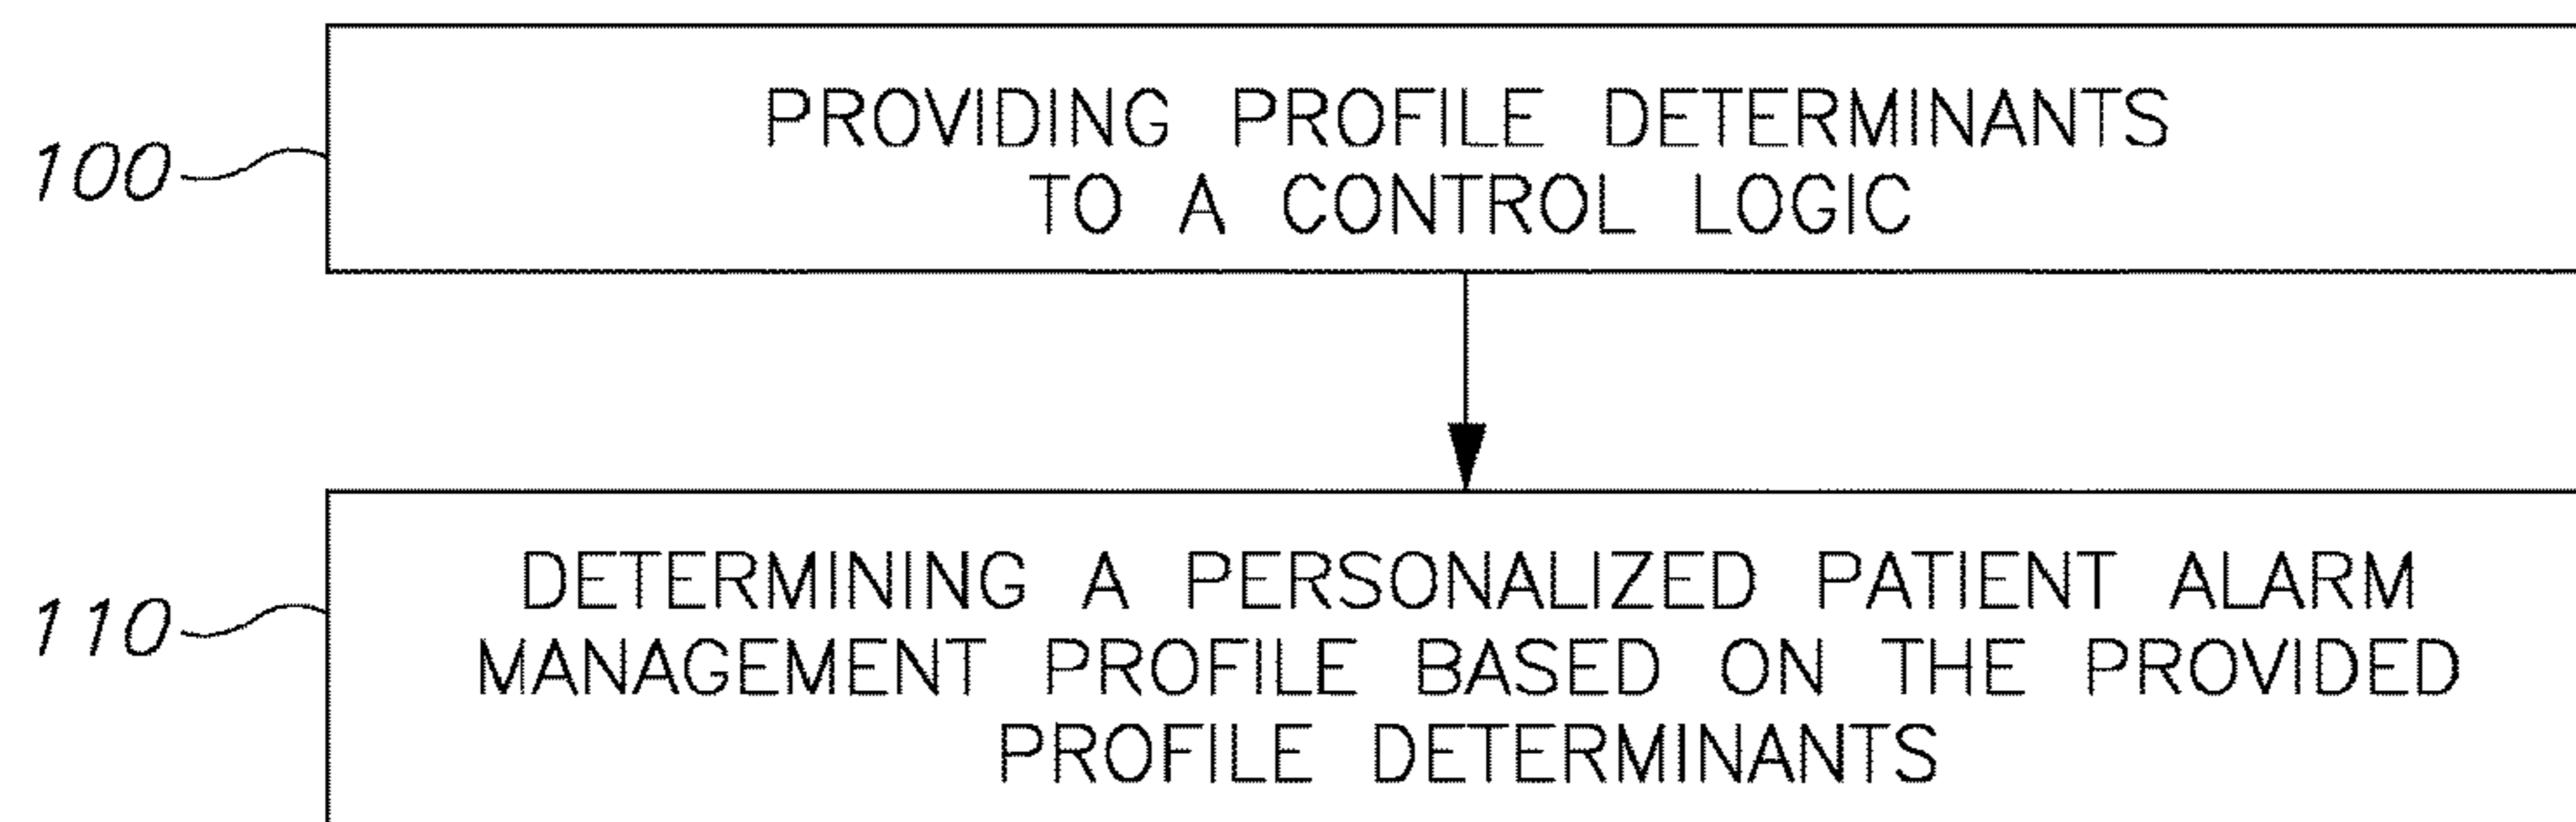 100
PROVIDING PROFILE DETERMINANTS
TO A CONTROL LOGIC
110
DETERMINING A PERSONALIZED PATIENT ALARM
MANAGEMENT PROFILE BASED ON THE PROVIDED
PROFILE DETERMINANTS